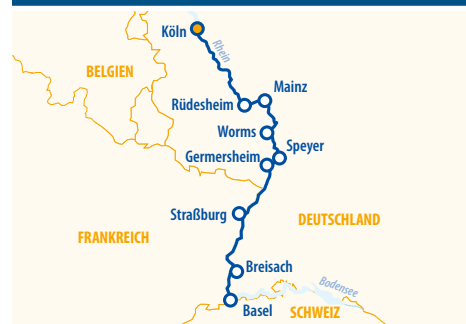 Köln
Rhein
BELGIEN
Mainz
Rüdesheim
Worms
Speyer
Germersheim
Straßburg
DEUTSCHLAND
FRANKREICH
Breisach
Bodensee
Basel
SCHWEIZ